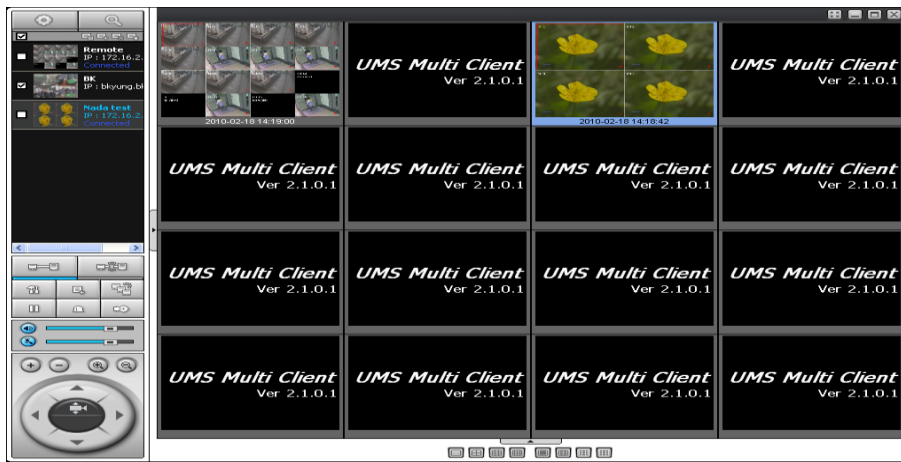 Remote
IP : 172.16.2.
Connected
BK
IP : bkyung.bl
Nada test
IP : 172.16.2.
Connected
2010-02-18 14:19:00
UMS Multi Client
Ver 2.1.0.1
2010-02-18 14:18:42
UMS Multi Client
Ver 2.1.0.1
UMS Multi Client
Ver 2.1.0.1
UMS Multi Client
Ver 2.1.0.1
UMS Multi Client
Ver 2.1.0.1
UMS Multi Client
Ver 2.1.0.1
UMS Multi Client
Ver 2.1.0.1
UMS Multi Client
Ver 2.1.0.1
UMS Multi Client
Ver 2.1.0.1
UMS Multi Client
Ver 2.1.0.1
UMS Multi Client
Ver 2.1.0.1
UMS Multi Client
Ver 2.1.0.1
UMS Multi Client
Ver 2.1.0.1
UMS Multi Client
Ver 2.1.0.1